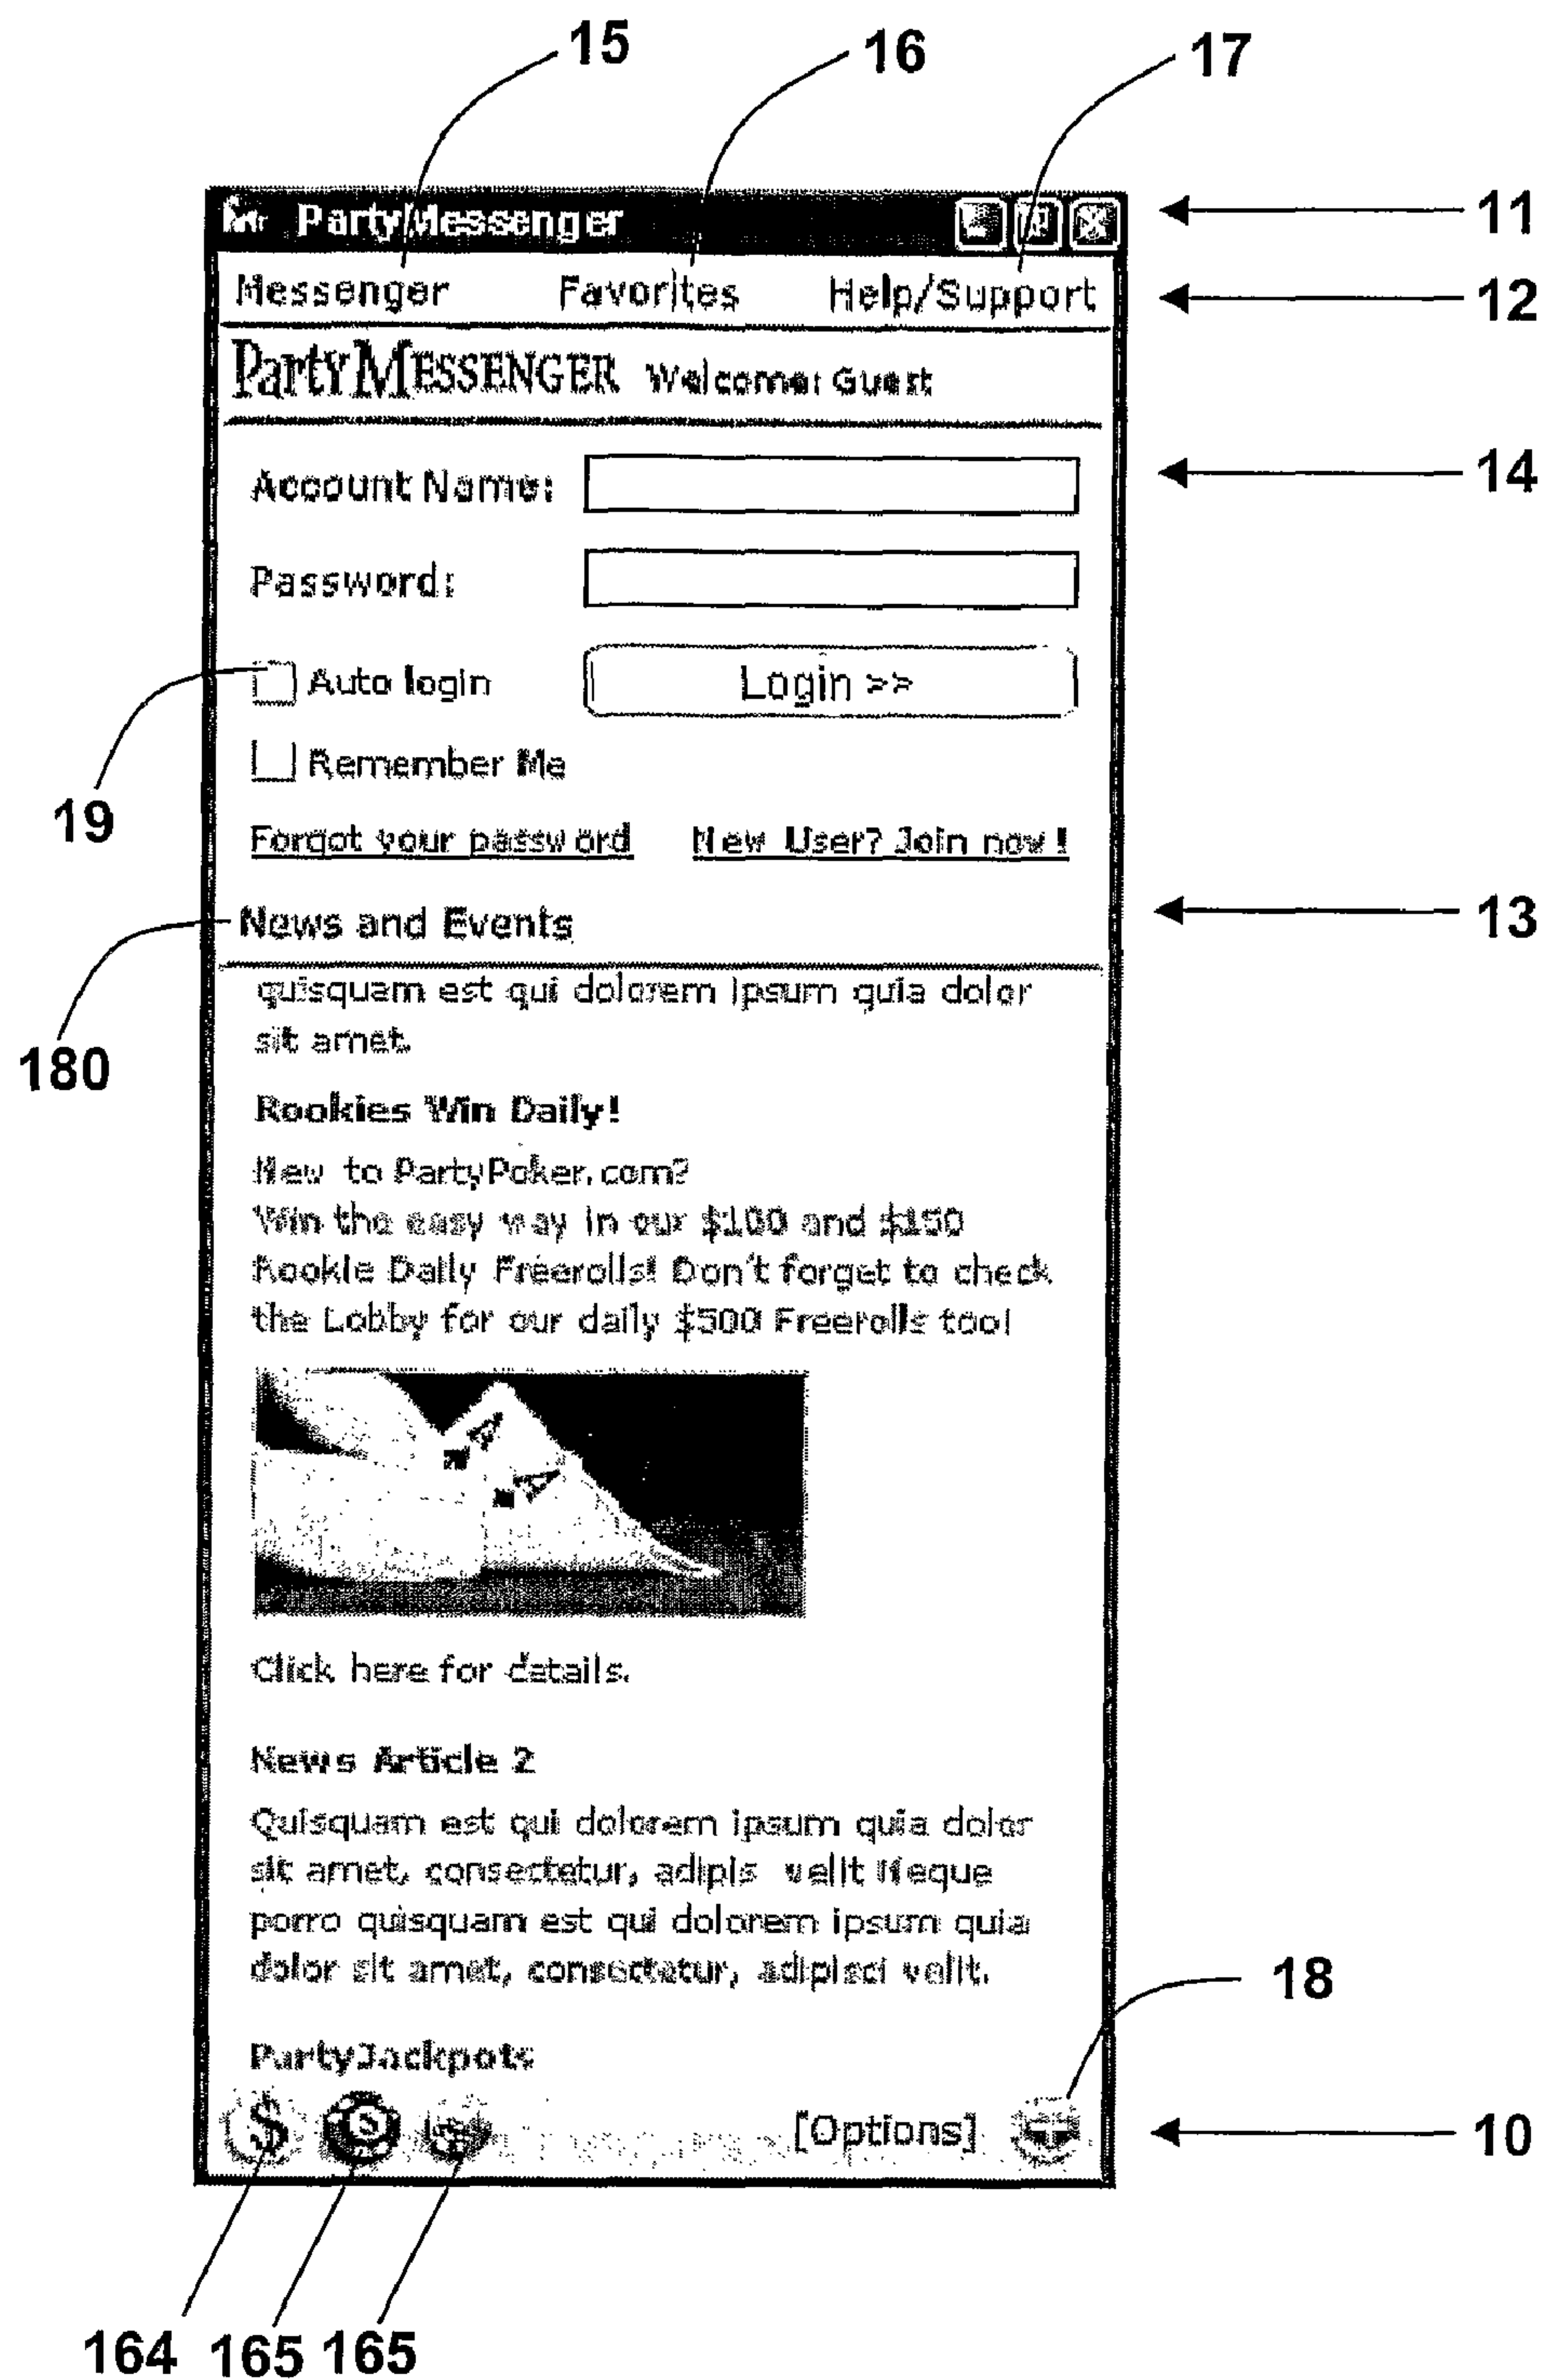 15 16 17
PartyMessenger 11
Messenger Favorites Help/Support 12
PartyMESSENGER Welcome: Guest
Account Name: 14
Password:
Auto login Login >>
Remember Me
19
Forgot your password New User? Join now!
News and Events 13
quisquam est qui dolorem ipsum quia dolor
sit amet.
180
Rookies Win Daily!
New to PartyPoker.com?
Win the easy way in our $100 and $150
Rookie Daily Freerolls! Don't forget to check
the Lobby for our daily $500 Freerolls too!
A
A
Click here for details.
News Article 2
Quisquam est qui dolorem ipsum quia dolor
sit amet, consectetur, adipis velit Neque
porro quisquam est qui dolorem ipsum quia
dolor sit amet, consectetur, adipisci velit.
18
PartyJackpots
$ [Options] 10
164 165 165